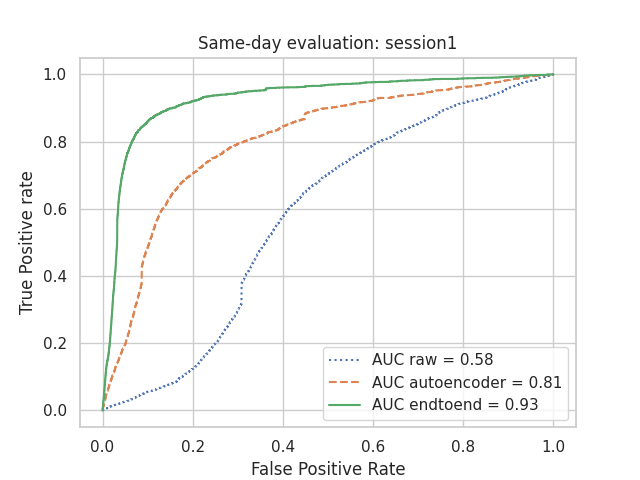 Same-day evaluation: session1
True Positive rate
1.0
0.8
0.6
0.4
0.2
0.0
AUC raw = 0.58
AUC autoencoder = 0.81
AUC endtoend = 0.93
0.0 0.2 0.4 0.6 0.8 1.0
False Positive Rate